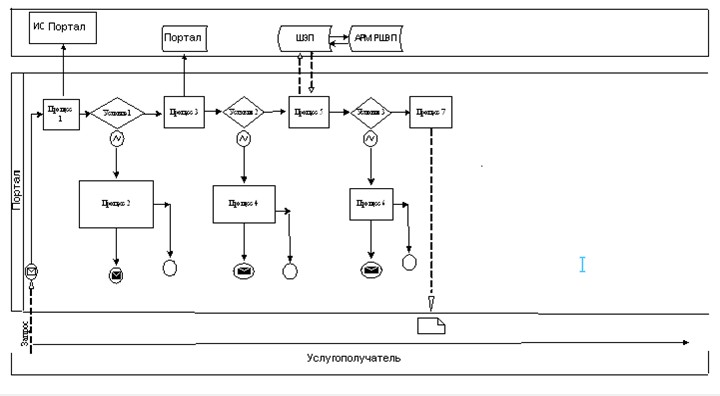 ИС Портал
Портал
ШЭП
АРМ РШЭП
Процесс
1
Условие 1
Процесс 3
Условие 2
Процесс 5
Условие 3
Процесс 7
Процесс 2
Процесс 4
Процесс 6
Портал
Запрос
Услугополучатель